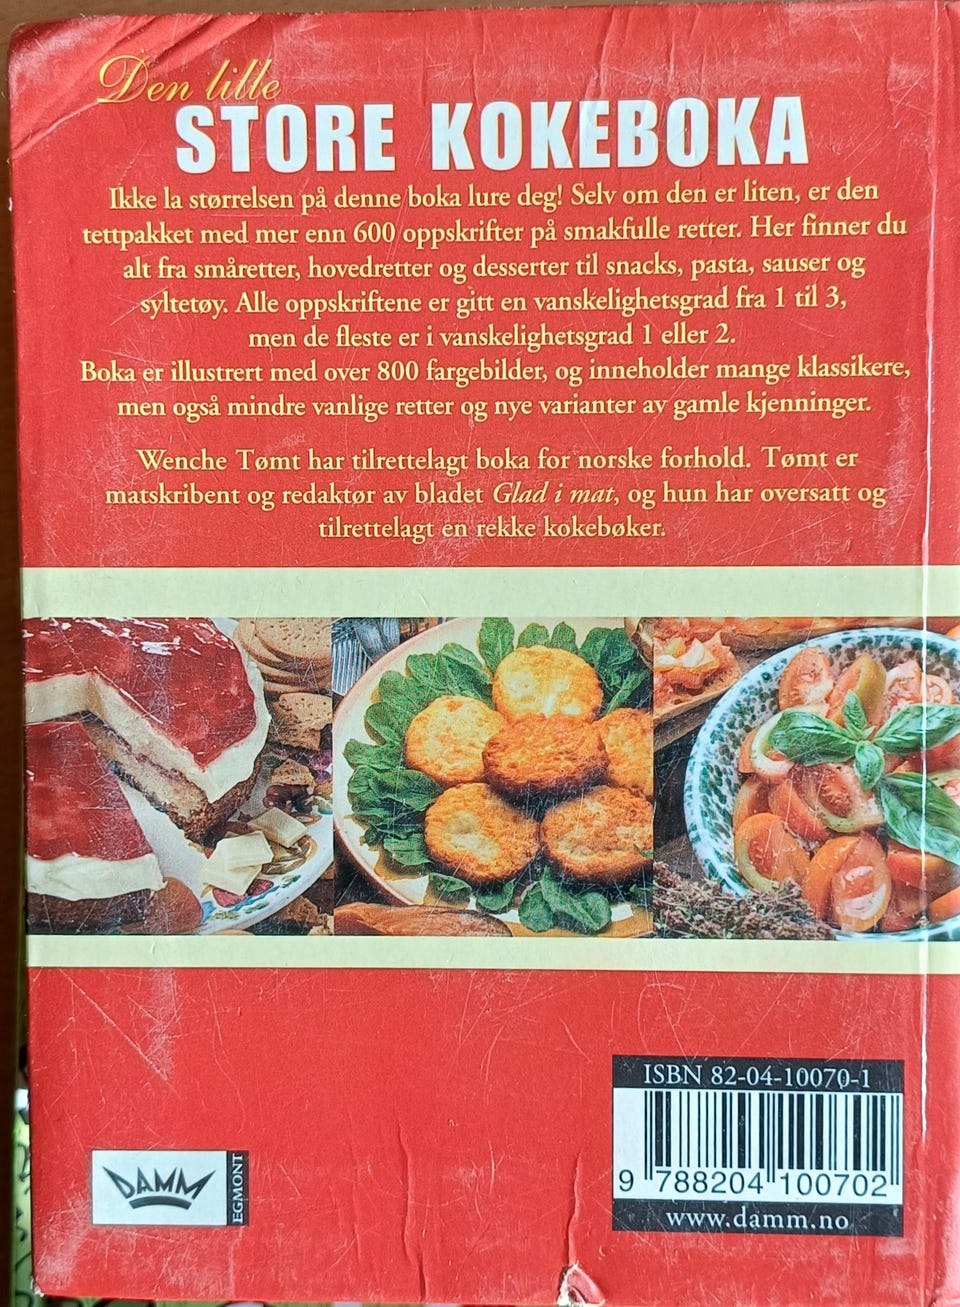 Den lille
STORE KOKEBOKA
Ikke la størrelsen på denne boka lure deg! Selv om den er liten, er den
tettpakket med mer enn 600 oppskrifter på smakfulle retter. Her finner du
alt fra småretter, hovedretter og desserter til snacks, pasta, sauser og
syltetøy. Alle oppskriftene er gitt en vanskelighetsgrad fra 1 til 3,
men de fleste er i vanskelighetsgrad 1 eller 2.
Boka er illustrert med over 800 fargebilder, og inneholder mange klassikere,
men også mindre vanlige retter og nye varianter av gamle kjenninger.
Wenche Tømt har tilrettelagt boka for norske forhold. Tømt er
matskribent og redaktør av bladet Glad i mat, og hun har oversatt og
tilrettelagt en rekke kokebøker.
ISBN 82-04-10070-1
9 788204 100702
www.damm.no
DAMM
EGMONT